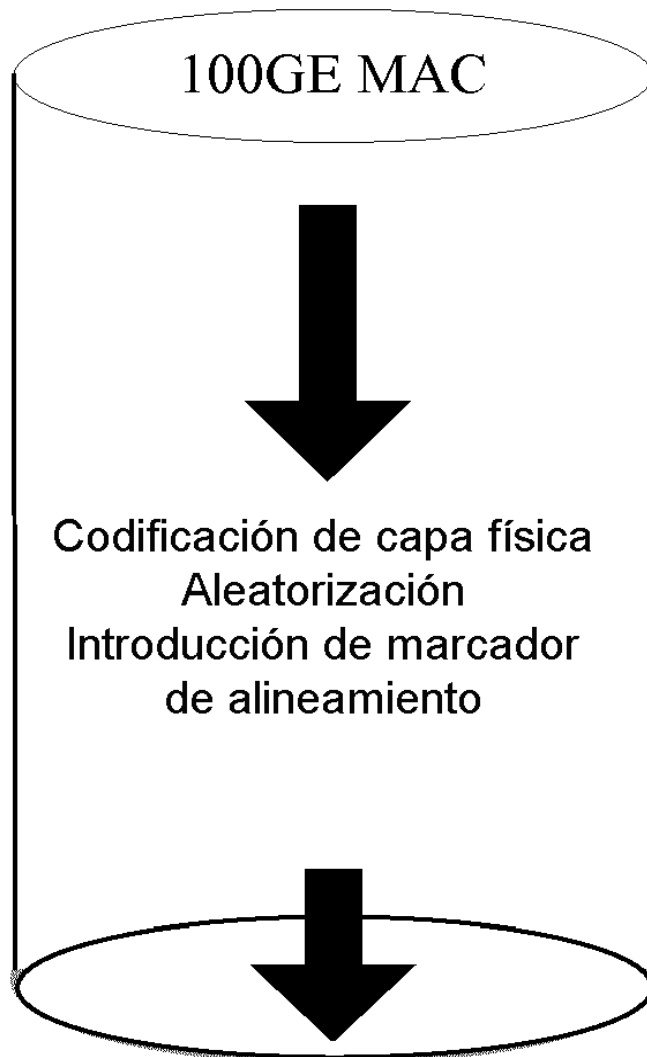 100GE MAC
Codificación de capa física
Aleatorización
Introducción de marcador
de alineamiento